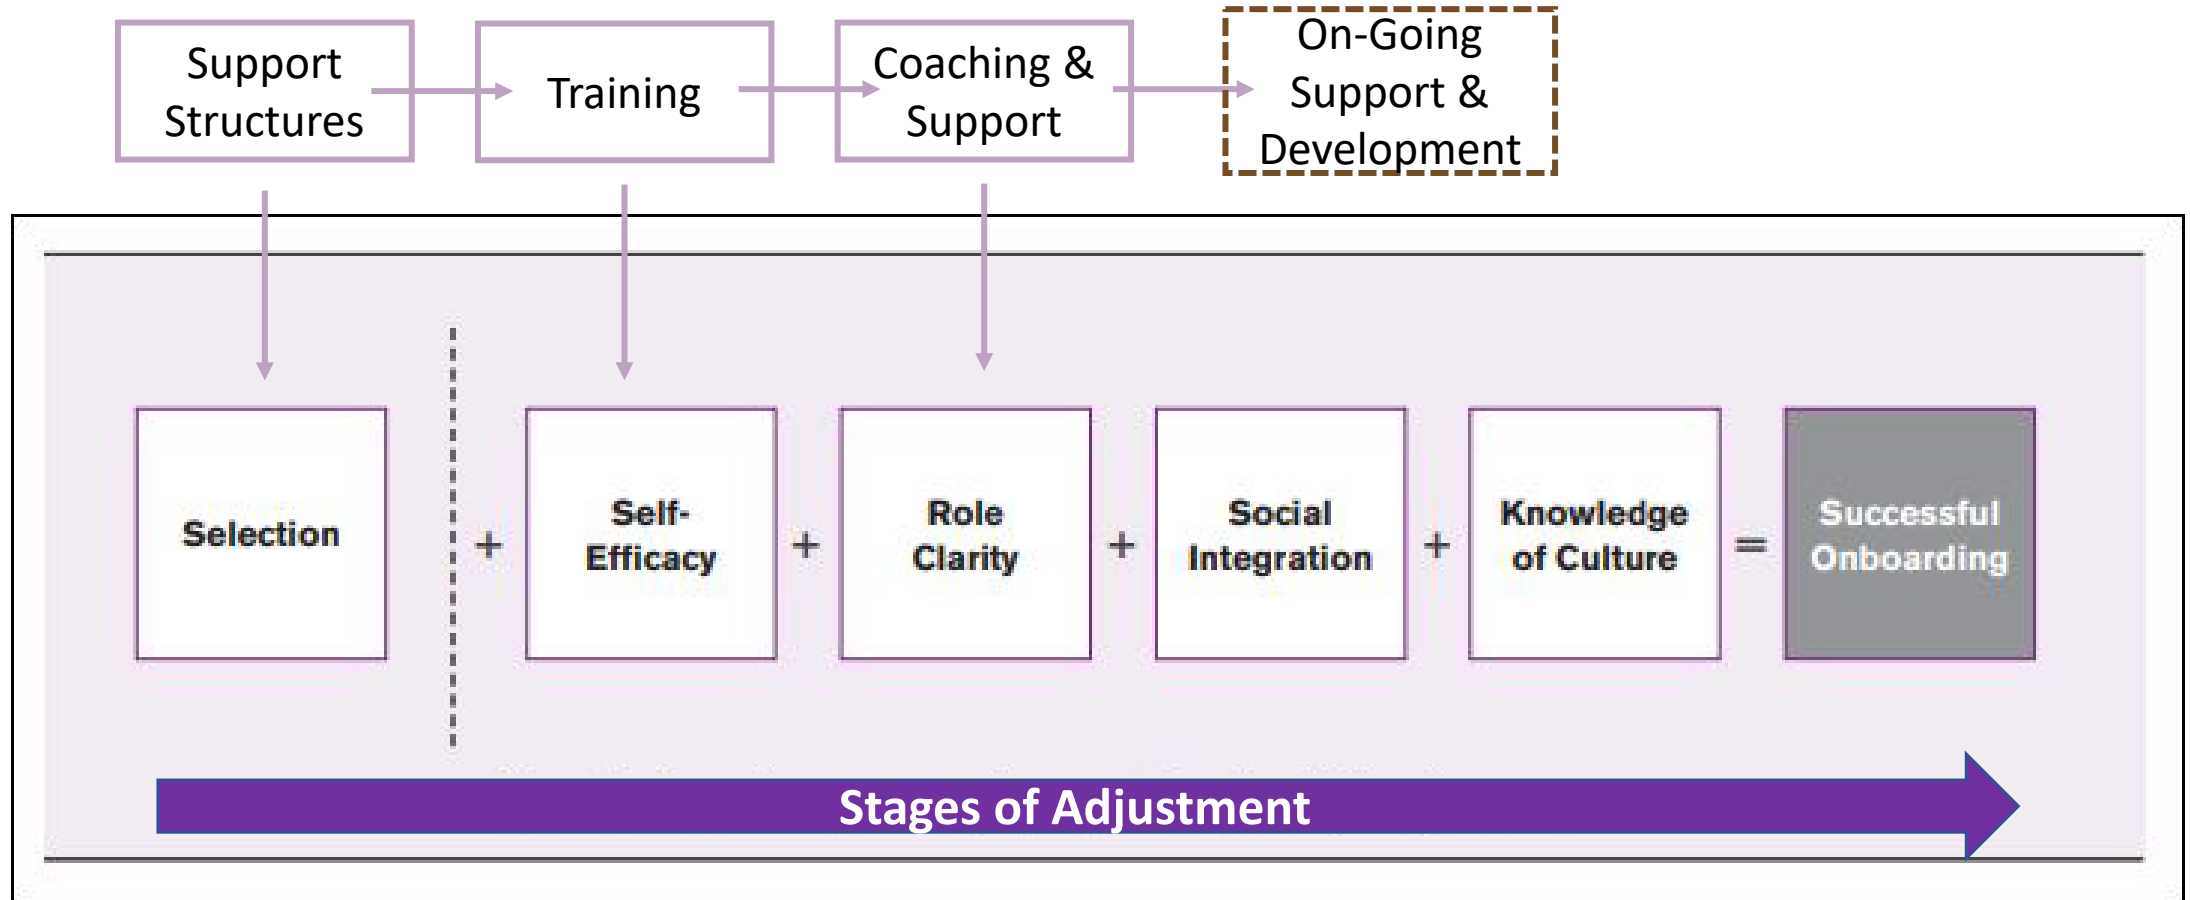 Support
Structures
Training
Coaching &
Support
On-Going
Support &
Development
Selection
+
Self-
Efficacy
+
Role
Clarity
+
Social
Integration
+
Knowledge
of Culture
=
Successful
Onboarding
Stages of Adjustment